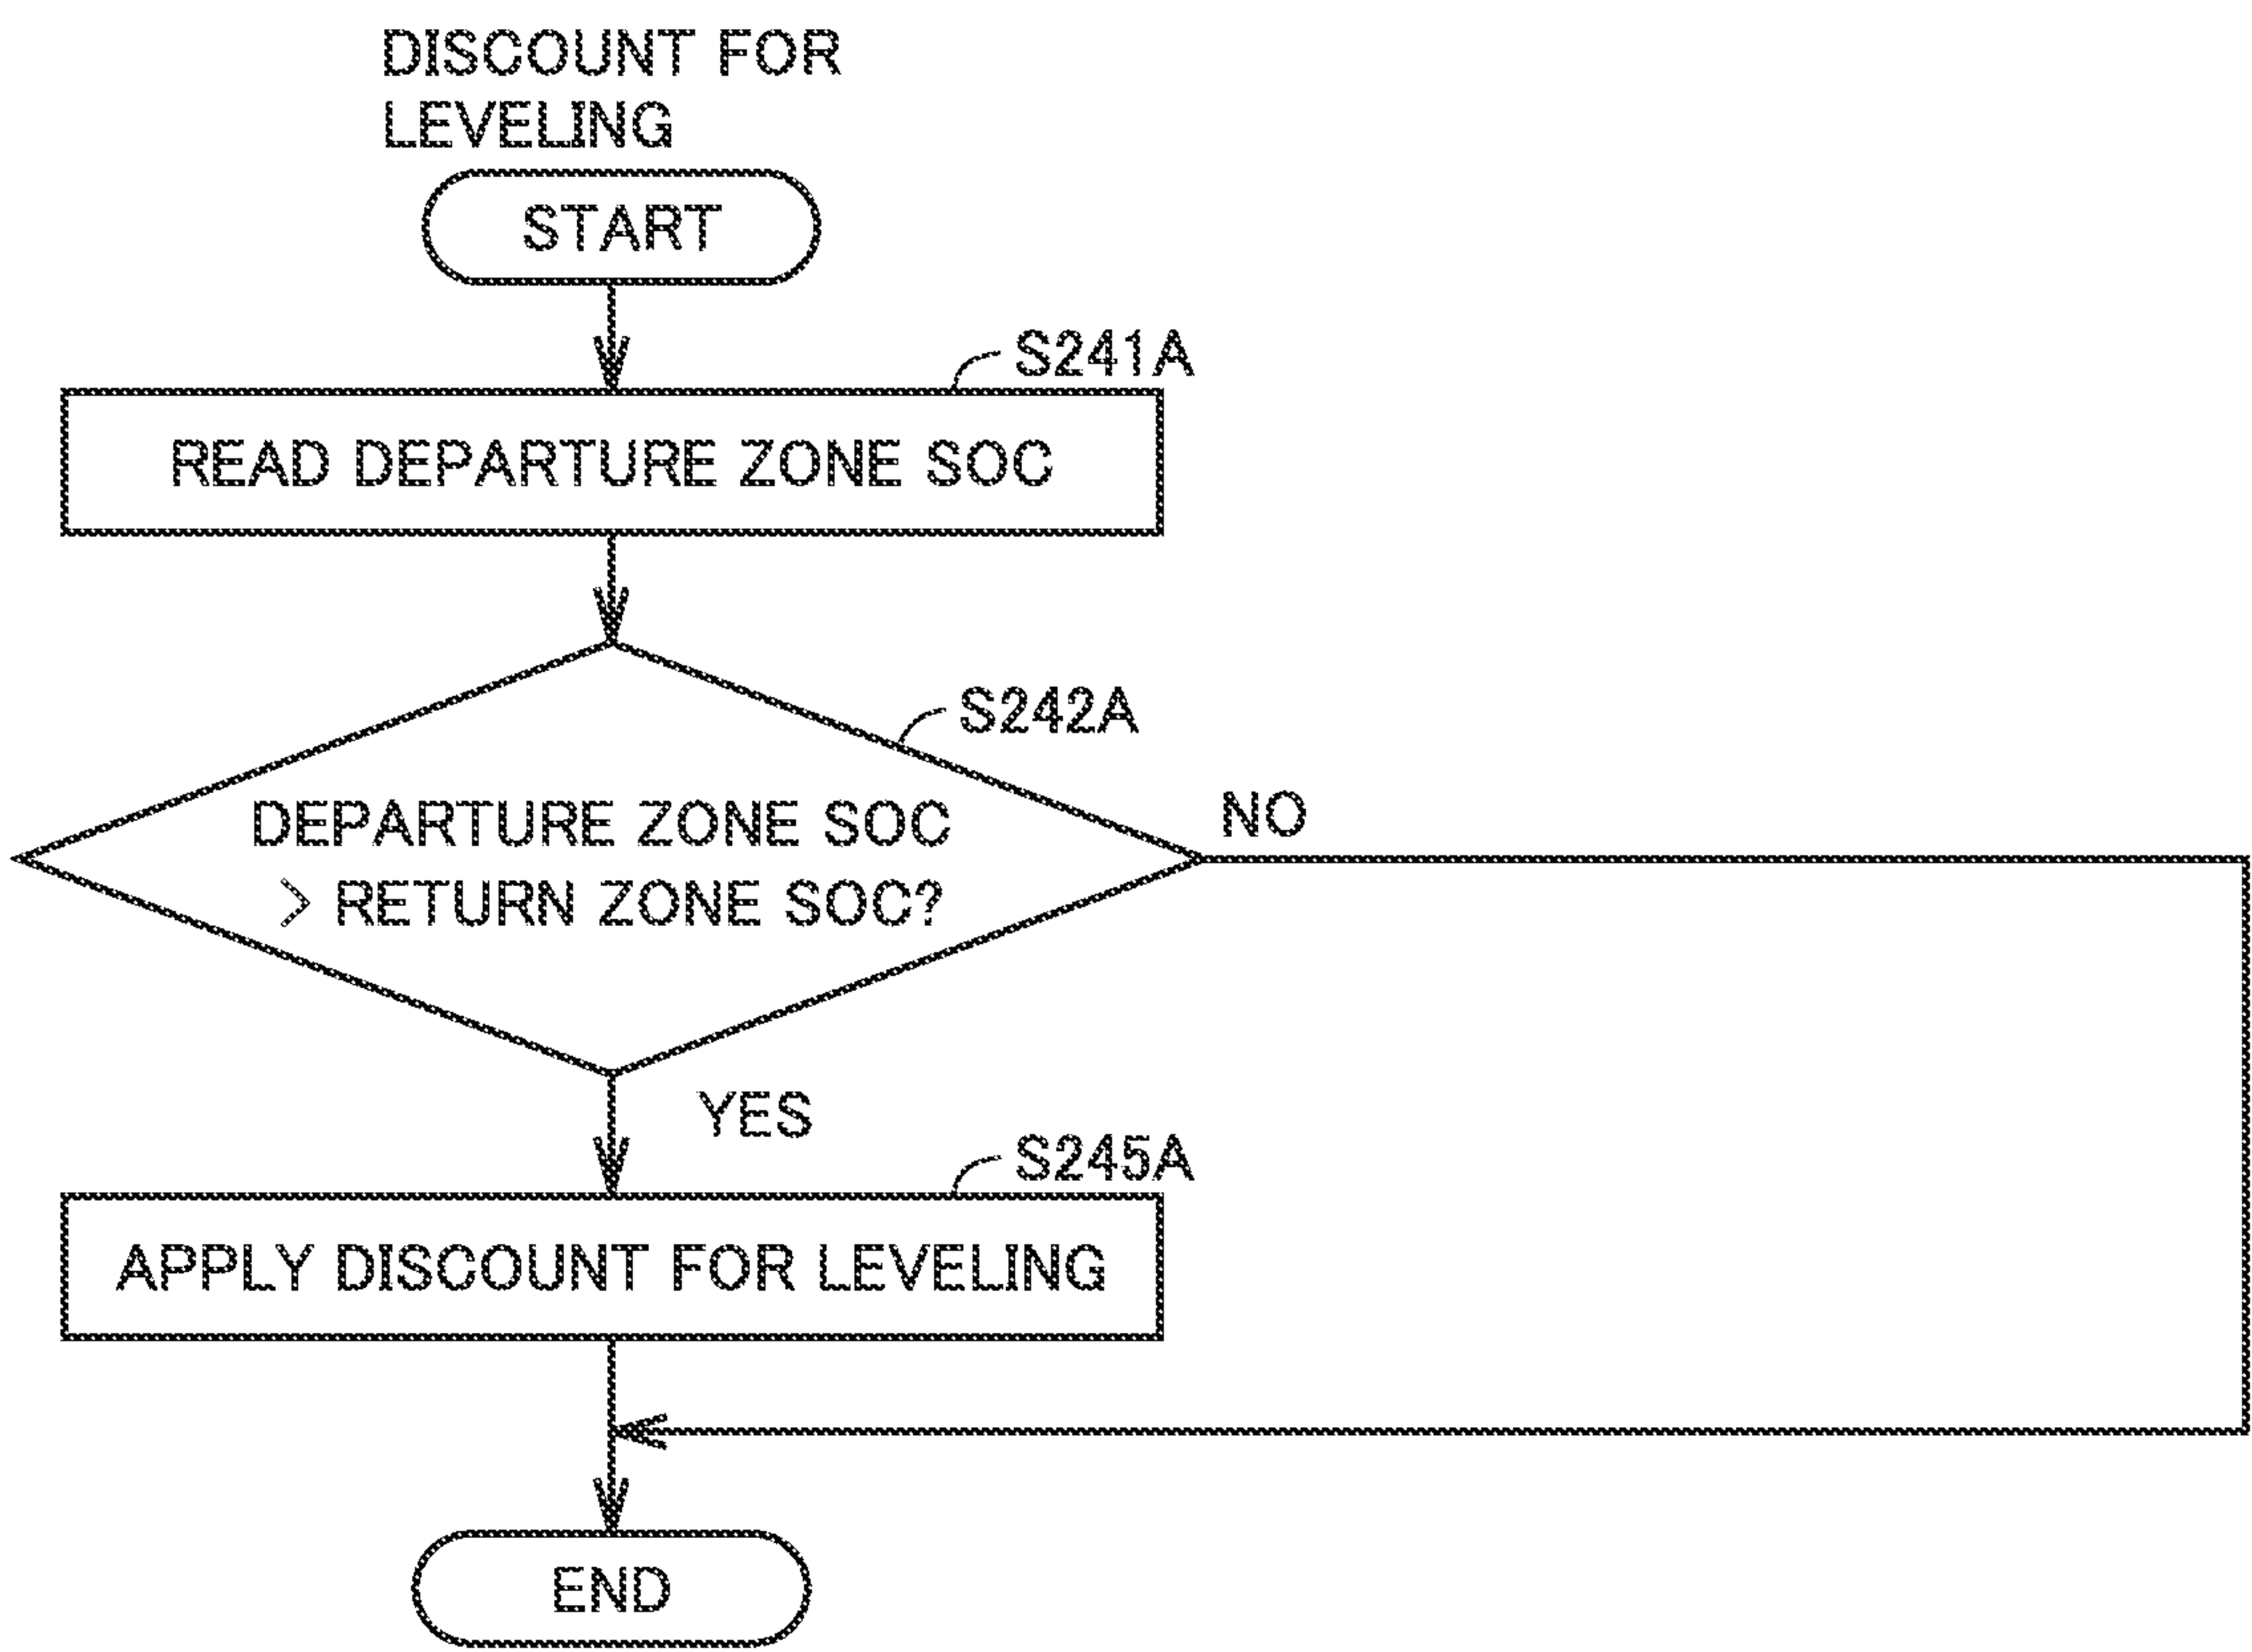 DISCOUNT FOR
LEVELING
START
S241A
READ DEPARTURE ZONE SOC
S242A
DEPARTURE ZONE SOC
> RETURN ZONE SOC?
NO
YES
S245A
APPLY DISCOUNT FOR LEVELING
END